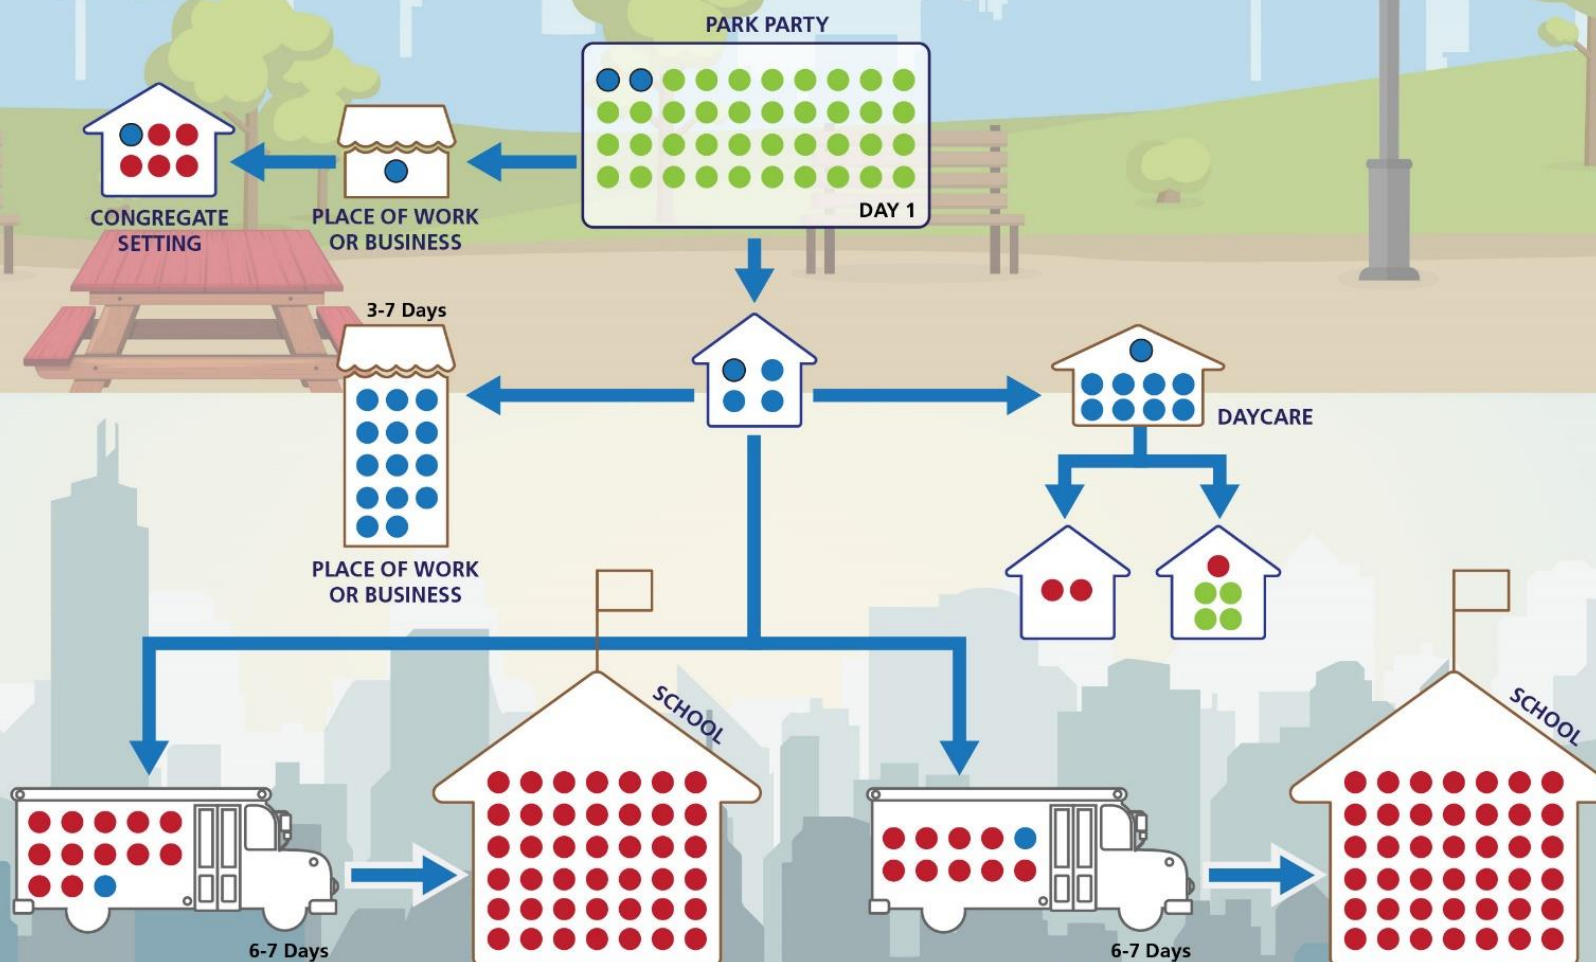 PARK PARTY
DAY 1
CONGREGATE
SETTING
PLACE OF WORK
OR BUSINESS
3-7 Days
PLACE OF WORK
OR BUSINESS
DAYCARE
SCHOOL
SCHOOL
6-7 Days
6-7 Days